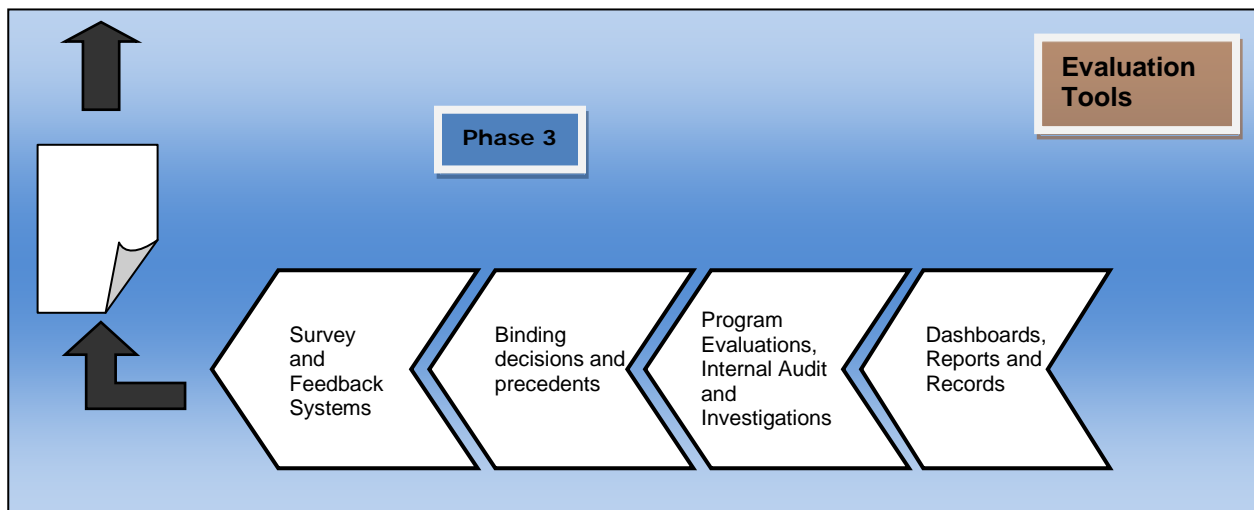 Evaluation
Tools
Phase 3
Survey
and
Feedback
Systems
Binding
decisions and
precedents
Program
Evaluations,
Internal Audit
and
Investigations
Dashboards,
Reports and
Records